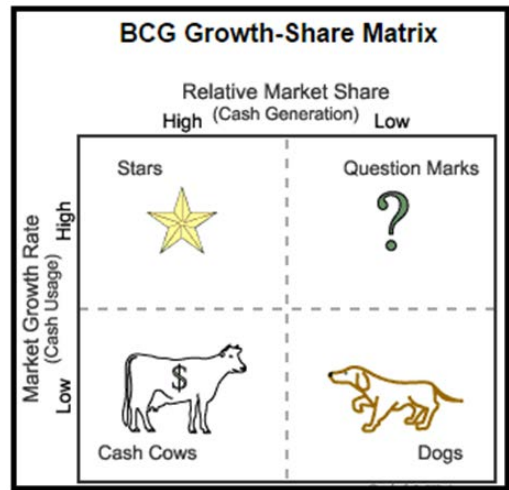 BCG Growth-Share Matrix
Relative Market Share
(Cash Generation)
High
Low
Market Growth Rate
(Cash Usage)
High
Low
Stars
Question Marks
?
$
Cash Cows
Dogs